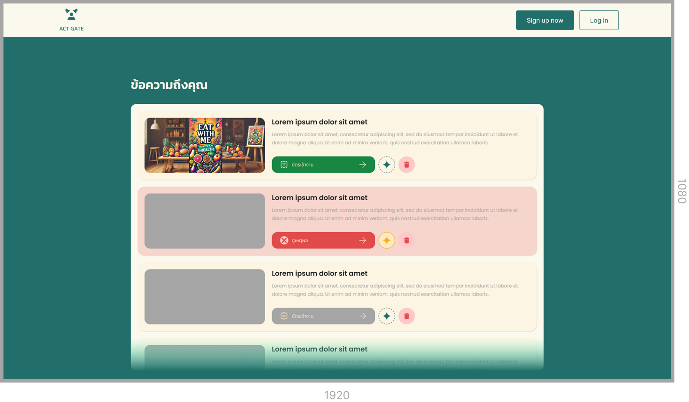 ACT GATE
Sign up now
Log in
ข้อความถึงคุณ
EAT
WITH
ME
Lorem ipsum dolor sit amet
Lorem ipsum dolor sit amet, consectetur adipiscing elit, sed do eiusmod tempor incididunt ut labore et
dolore magna aliqua. Ut enim ad minim veniam, quis nostrud exercitation ullamco laboris.
Lorem ipsum dolor sit amet
Lorem ipsum dolor sit amet, consectetur adipiscing elit, sed do eiusmod tempor incididunt ut labore et
dolore magna aliqua. Ut enim ad minim veniam, quis nostrud exercitation ullamco laboris.
Lorem ipsum dolor sit amet
Lorem ipsum dolor sit amet, consectetur adipiscing elit, sed do eiusmod tempor incididunt ut labore et
dolore magna aliqua. Ut enim ad minim veniam, quis nostrud exercitation ullamco laboris.
Lorem ipsum dolor sit amet
1080
1920